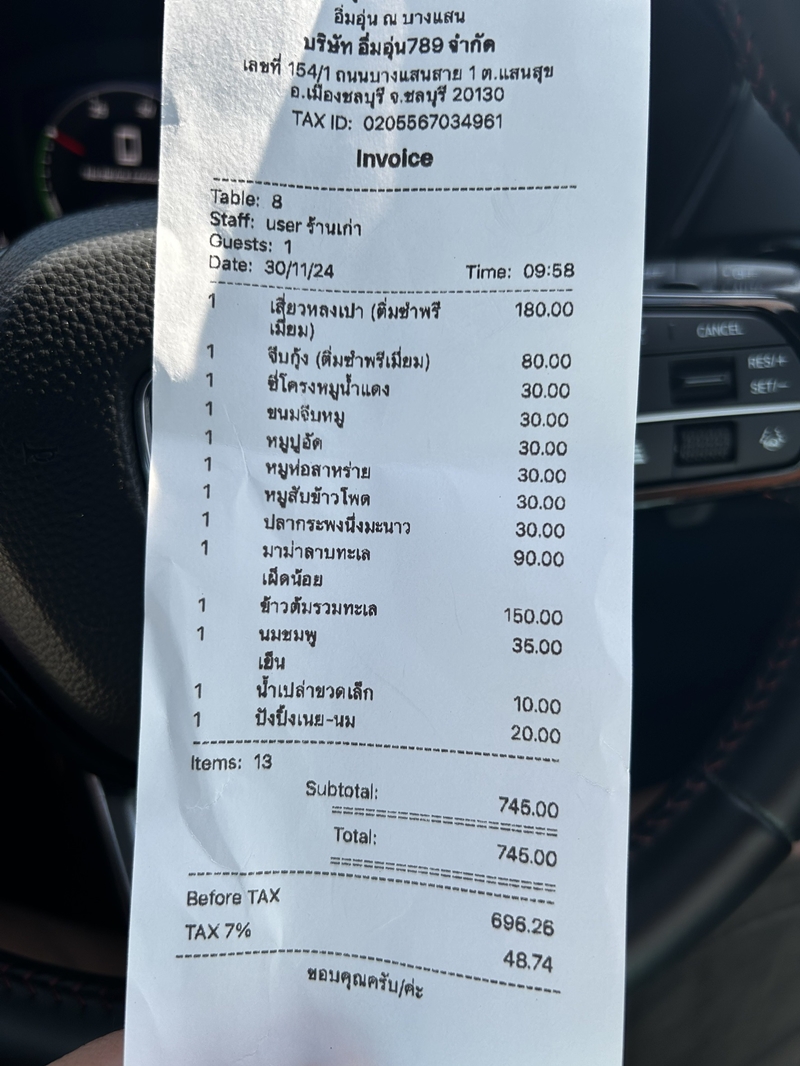 อิ่มอุ่น ณ บางแสน
บริษัท อิ่มอุ่น789 จำกัด
เลขที่ 154/1 ถนนบางแสนสาย 1 ต.แสนสุข
อ.เมืองชลบุรี จ.ชลบุรี 20130
TAX ID: 0205567034961
Invoice
Table: 8
Staff: user ร้านเก่า
Guests: 1
Date: 30/11/24 Time: 09:58
1 เสี่ยวหลงเปา (ติ่มซำพรี 180.00
เมี่ยม)
1 จีบกุ้ง (ติ่มซำพรีเมี่ยม) 80.00
1 ซี่โครงหมูน้ำแดง 30.00
1 ขนมจีบหมู 30.00
1 หมูปูอัด 30.00
1 หมูห่อสาหร่าย 30.00
1 หมูสับข้าวโพด 30.00
1 ปลากระพงนึ่งมะนาว 30.00
1 มาม่าลาบทะเล 90.00
เผ็ดน้อย
1 ข้าวต้มรวมทะเล 150.00
1 นมชมพู 35.00
เย็น
1 น้ำเปล่าขวดเล็ก 10.00
1 ปังปิ้งเนย-นม 20.00
Items: 13
Subtotal: 745.00
Total: 745.00
Before TAX 696.26
TAX 7% 48.74
ขอบคุณครับ/ค่ะ
CANCEL
RES/+
SET/-